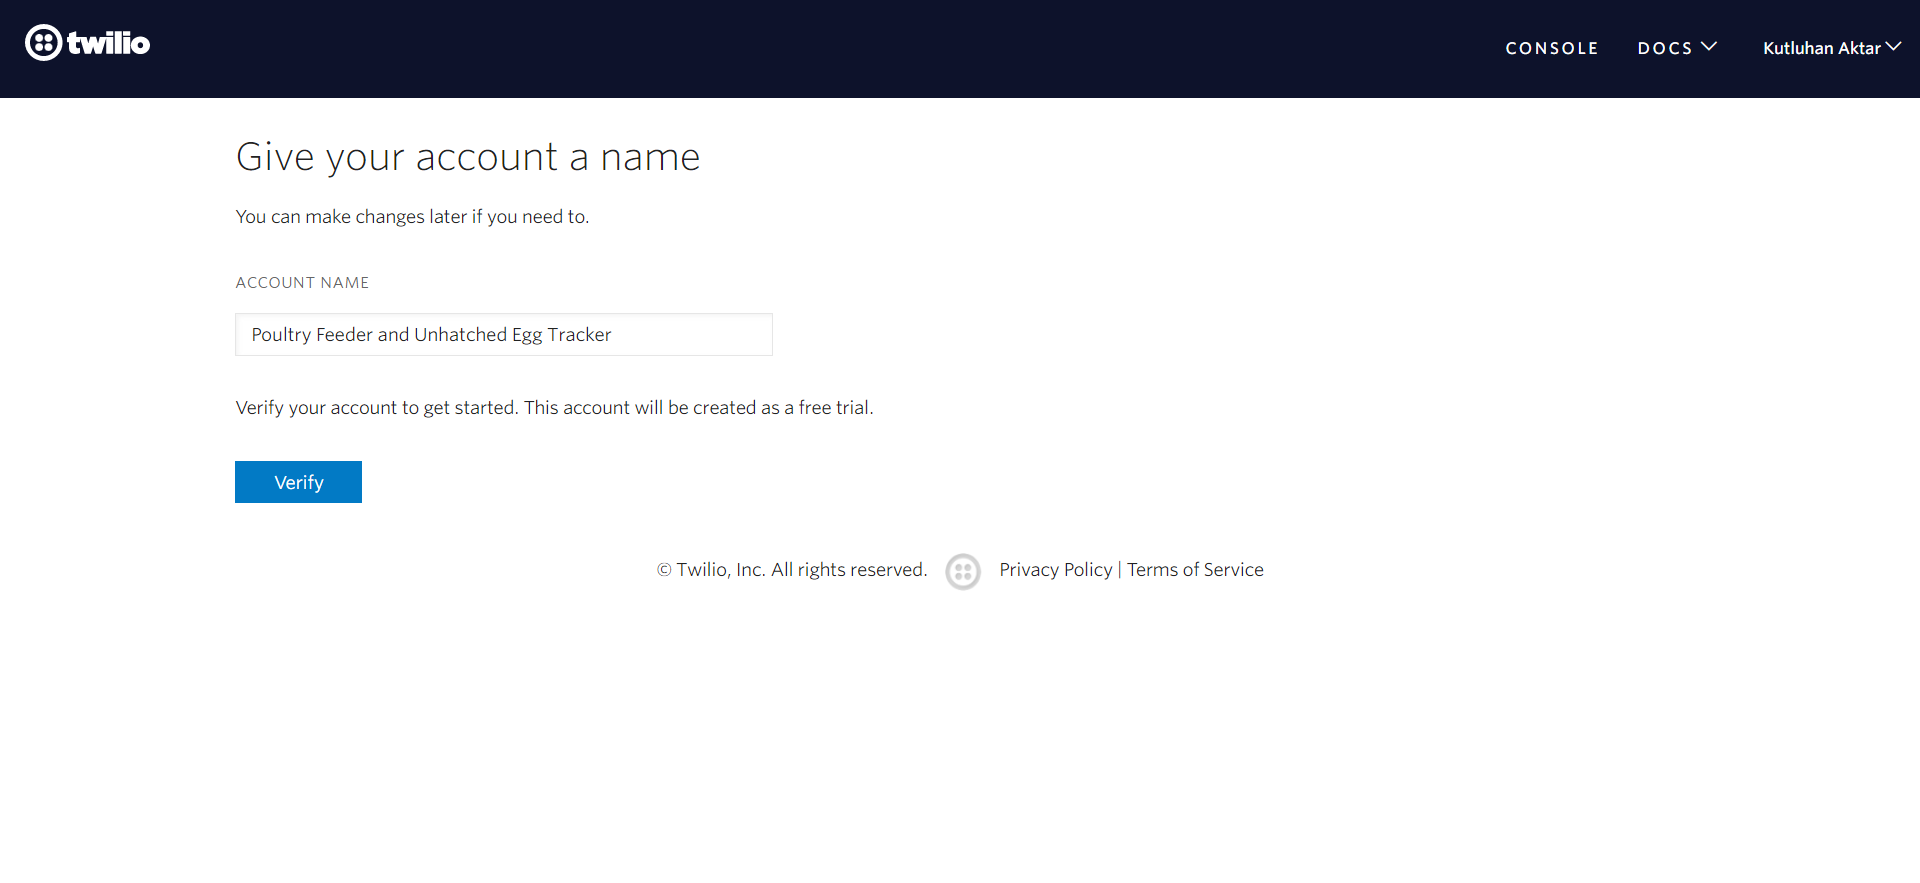 twilio
CONSOLE DOCS Kutluhan Aktar
Give your account a name
You can make changes later if you need to.
ACCOUNT NAME
Poultry Feeder and Unhatched Egg Tracker
Verify your account to get started. This account will be created as a free trial.
Verify
© Twilio, Inc. All rights reserved. Privacy Policy | Terms of Service